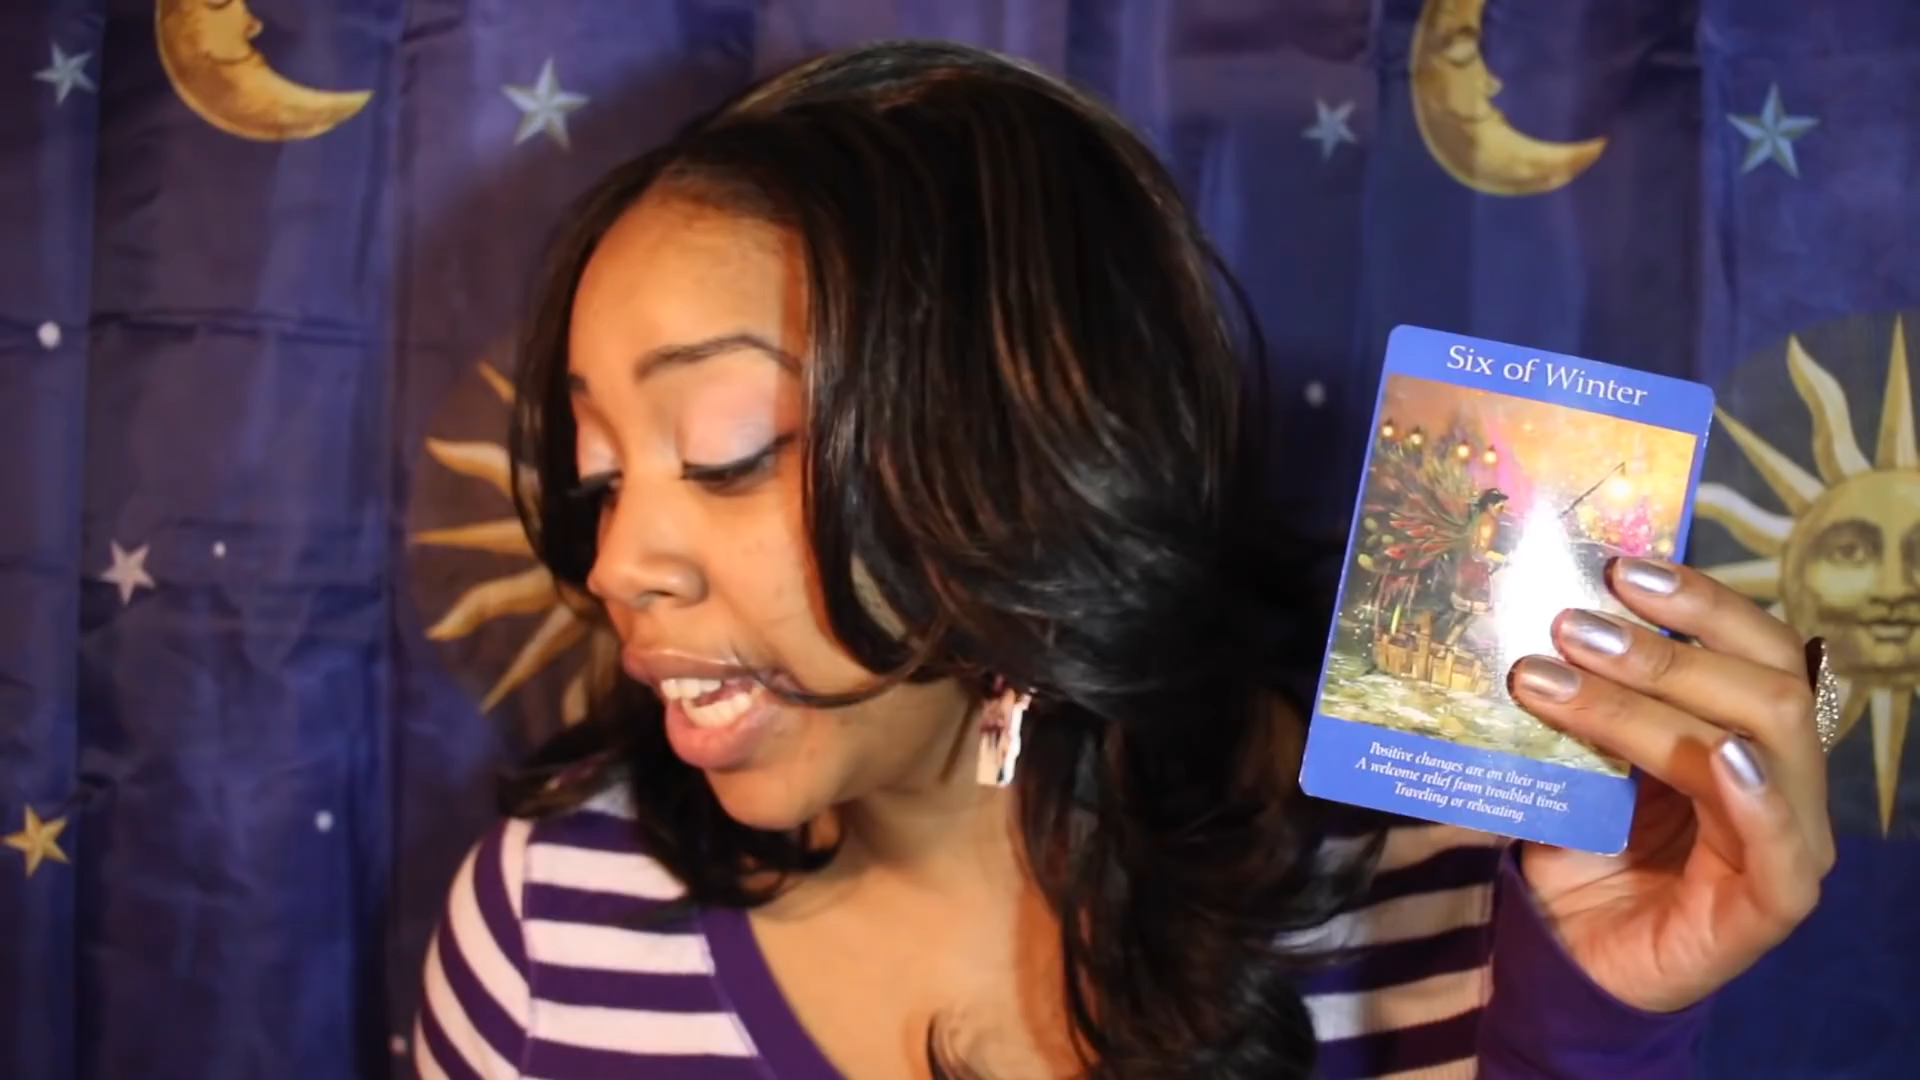 Six of Winter
Positive changes are on their way!
A welcome relief from troubled times.
Traveling or relocating.